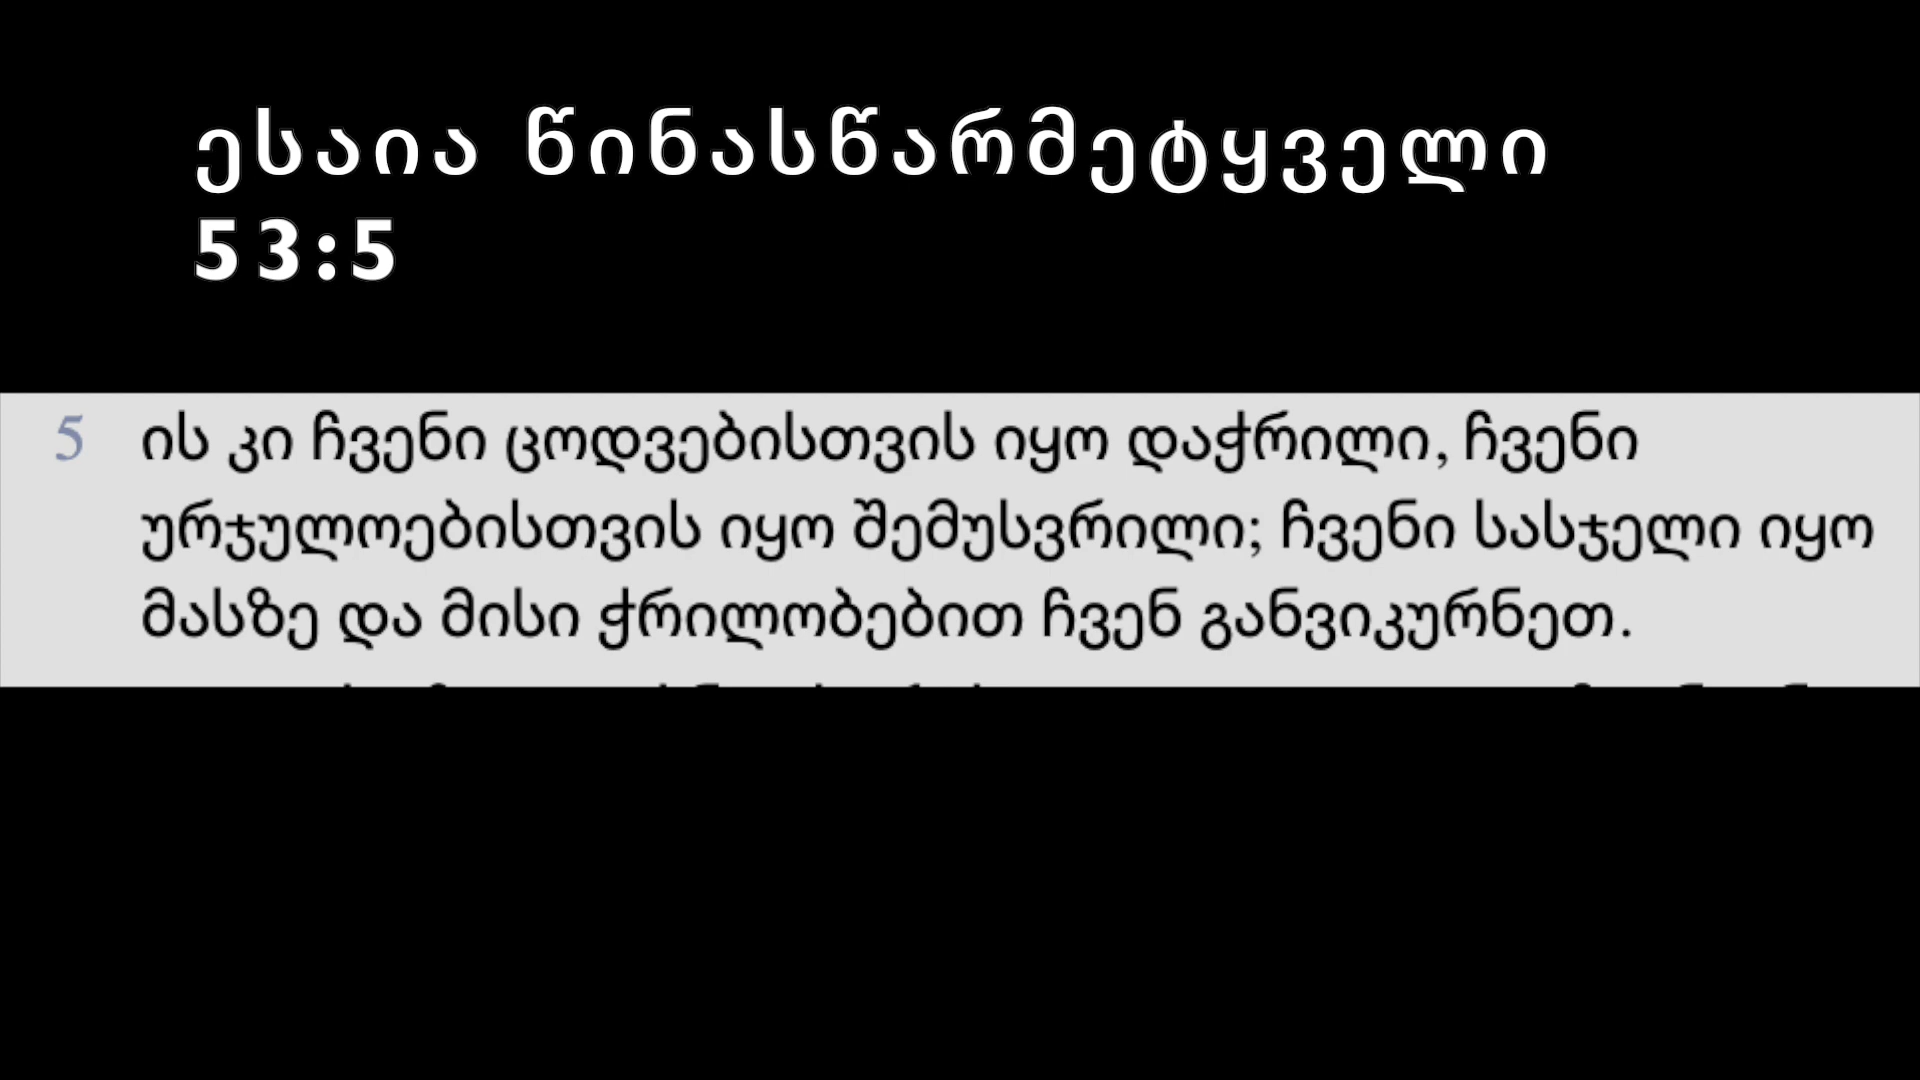 ესაია წინასწარმეტყველი
53:5
5 ის კი ჩვენი ცოდვებისთვის იყო დაჭრილი, ჩვენი
ურჯულოებისთვის იყო შემუსვრილი; ჩვენი სასჯელი იყო
მასზე და მისი ჭრილობებით ჩვენ განვიკურნეთ.